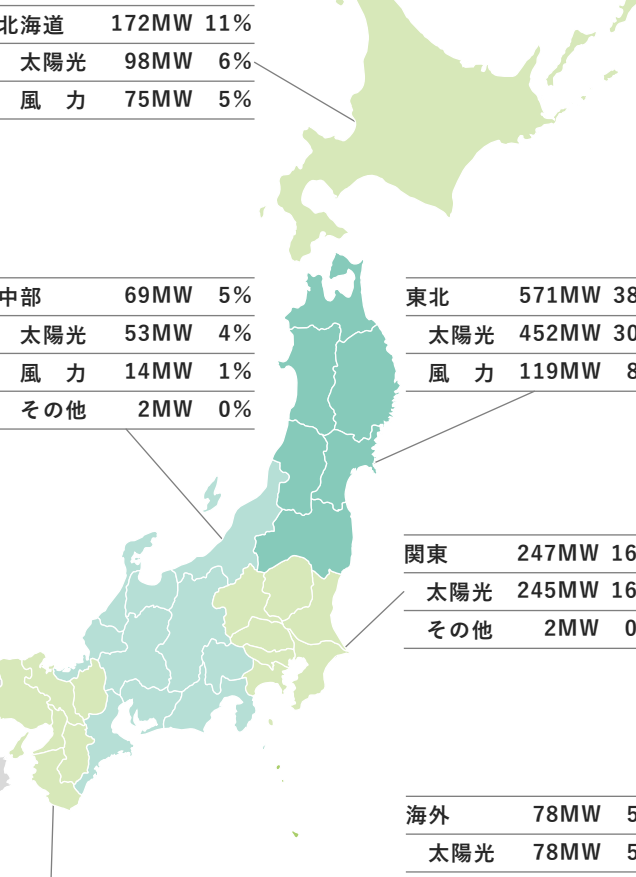 北海道 172MW 11%
太陽光 98MW 6%
風 力 75MW 5%
中部 69MW 5%
太陽光 53MW 4%
風 力 14MW 1%
その他 2MW 0%
東北 571MW 38
太陽光 452MW 30
風 力 119MW 8
関東 247MW 16
太陽光 245MW 16
その他 2MW 0
海外 78MW 5
太陽光 78MW 5